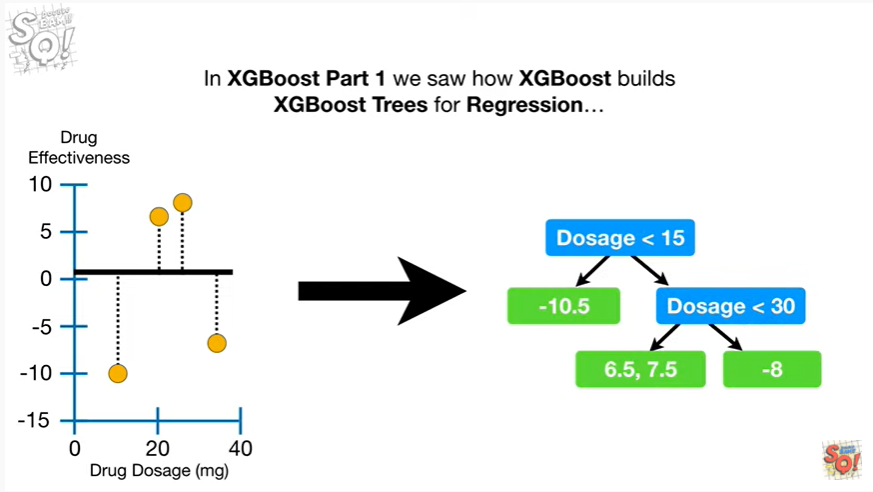 SQ!
In XGBoost Part 1 we saw how XGBoost builds
XGBoost Trees for Regression…
Drug
Effectiveness
10
5
0
-5
-10
-15
0
20
40
Drug Dosage (mg)
Dosage < 15
-10.5
Dosage < 30
6.5, 7.5
-8
SQ!